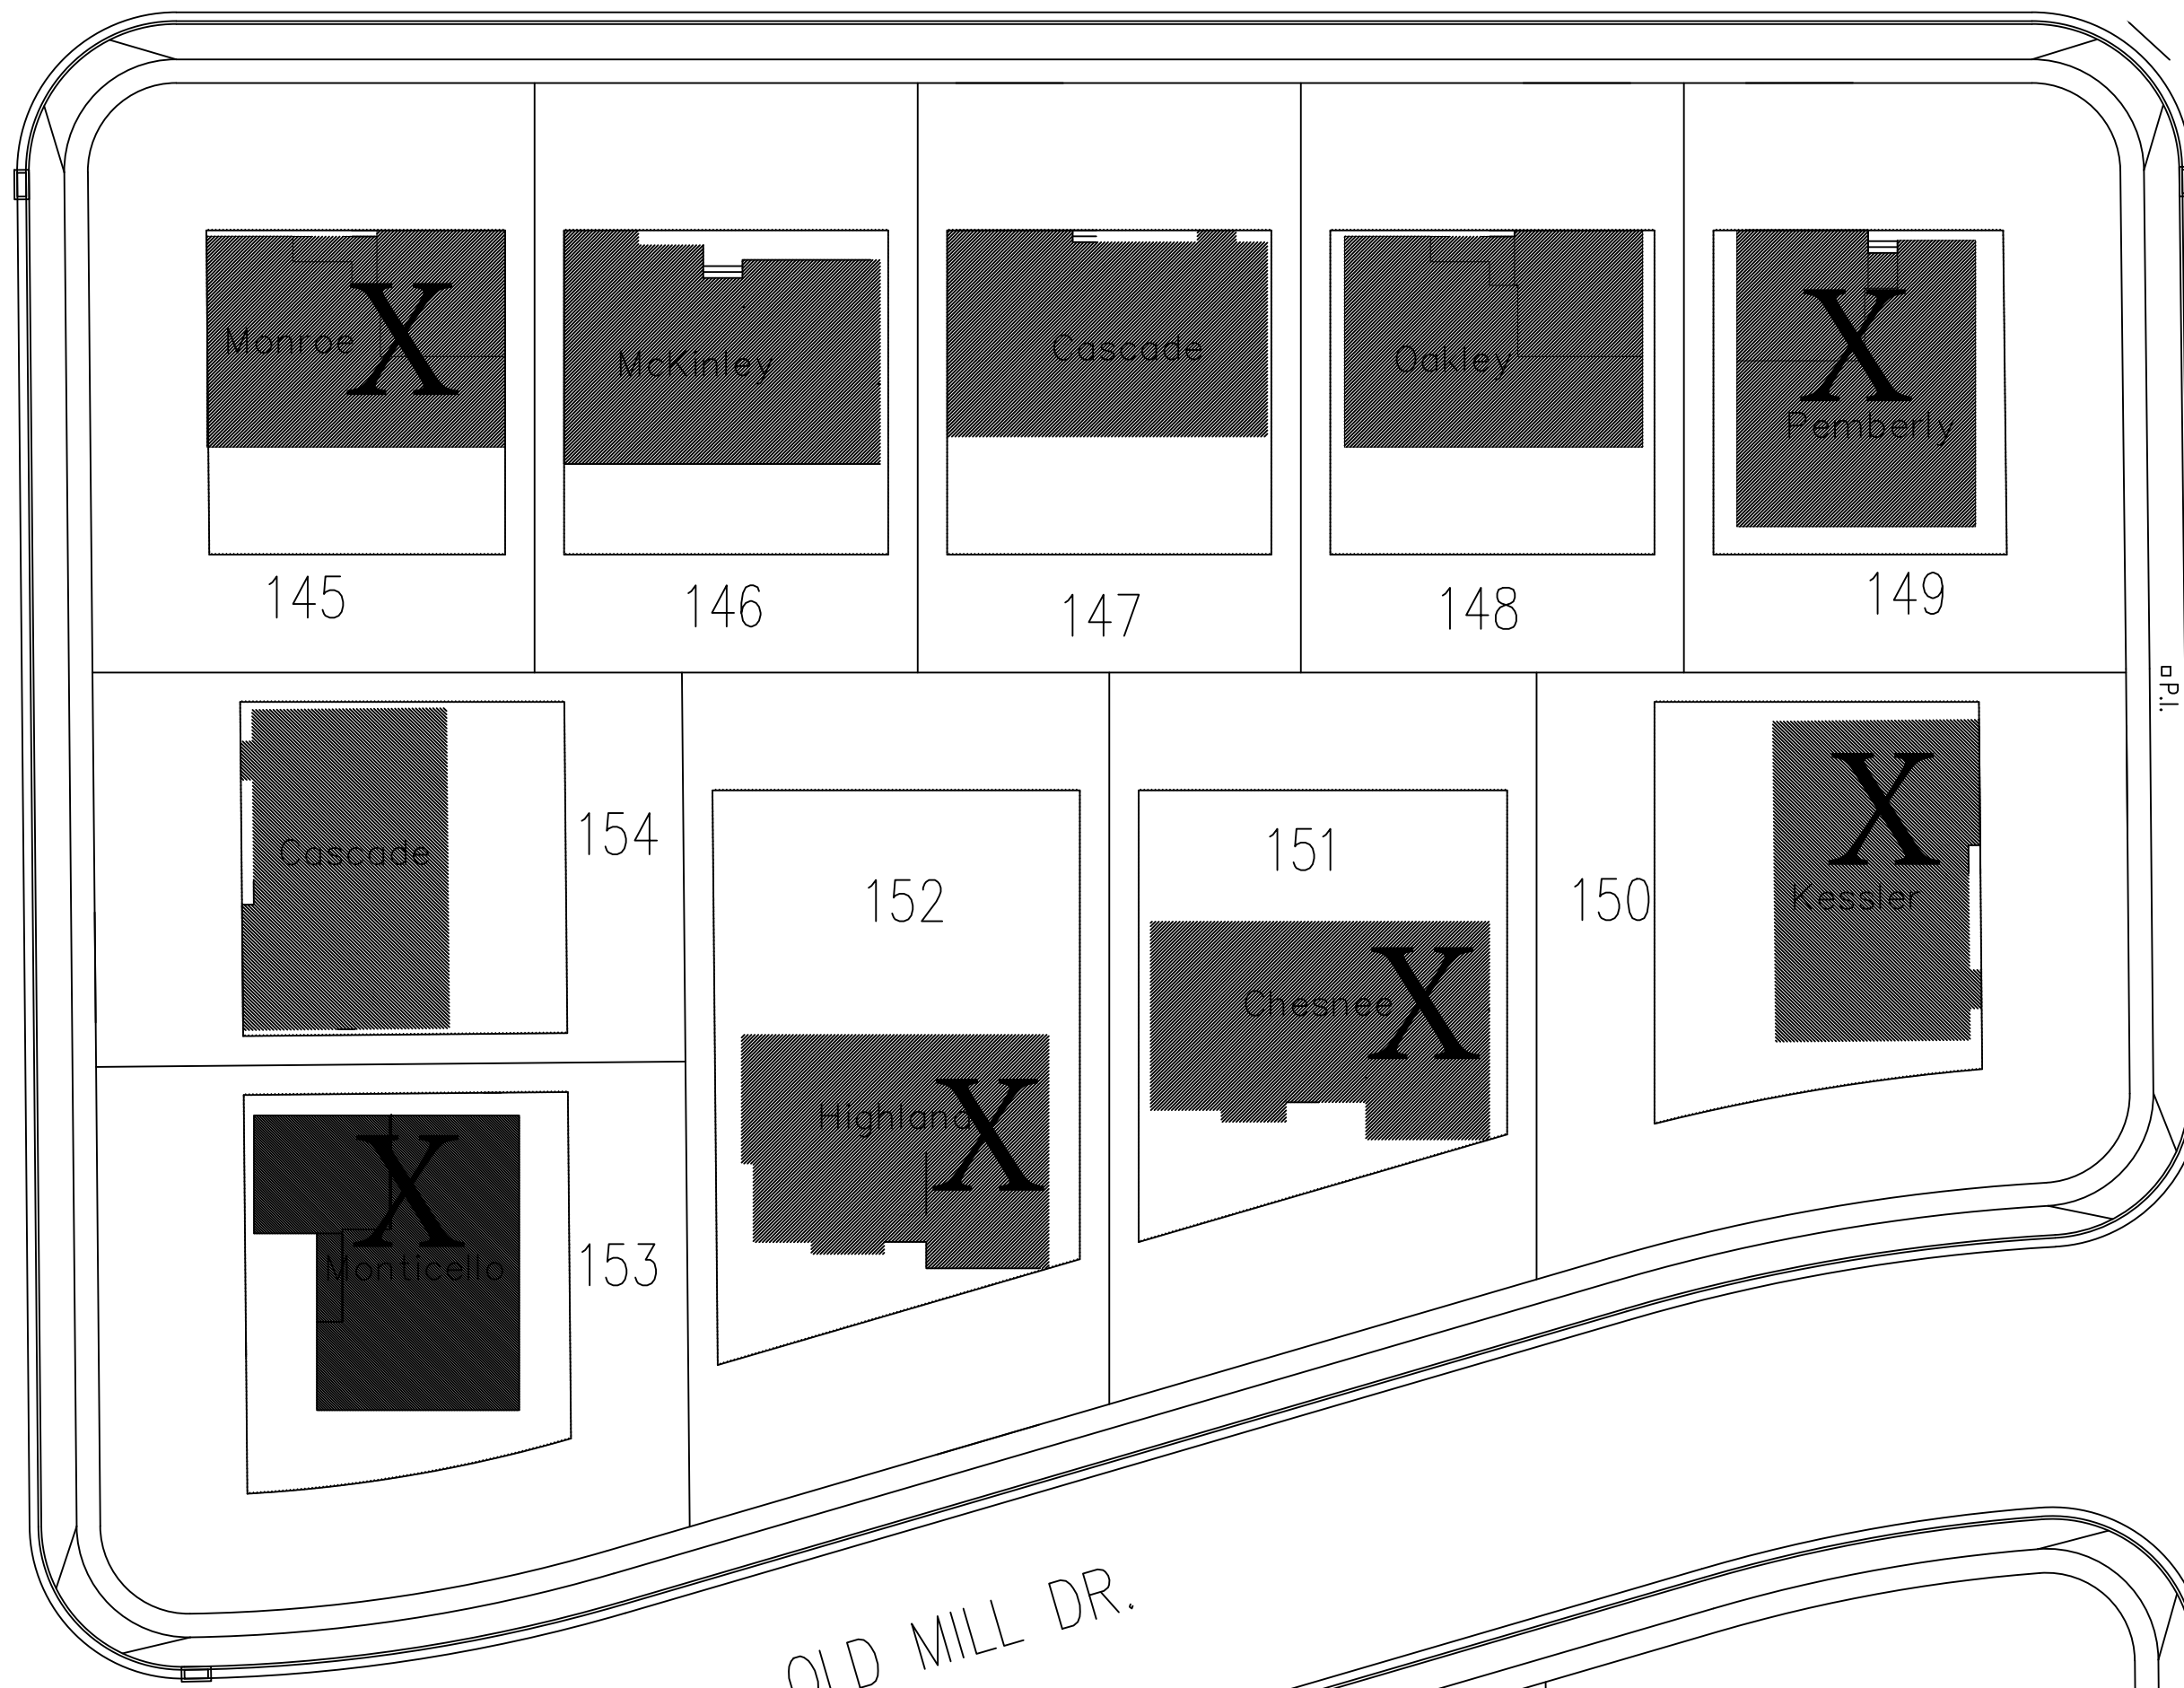 X
X
Monroe
McKinley
Cascade
Oakley
Pemberly
145
146
147
148
149
P.I.
X
Cascade
154
152
151
150
Kessler
X
Chesnee
X
Highland
X
Monticello
153
OLD MILL DR.